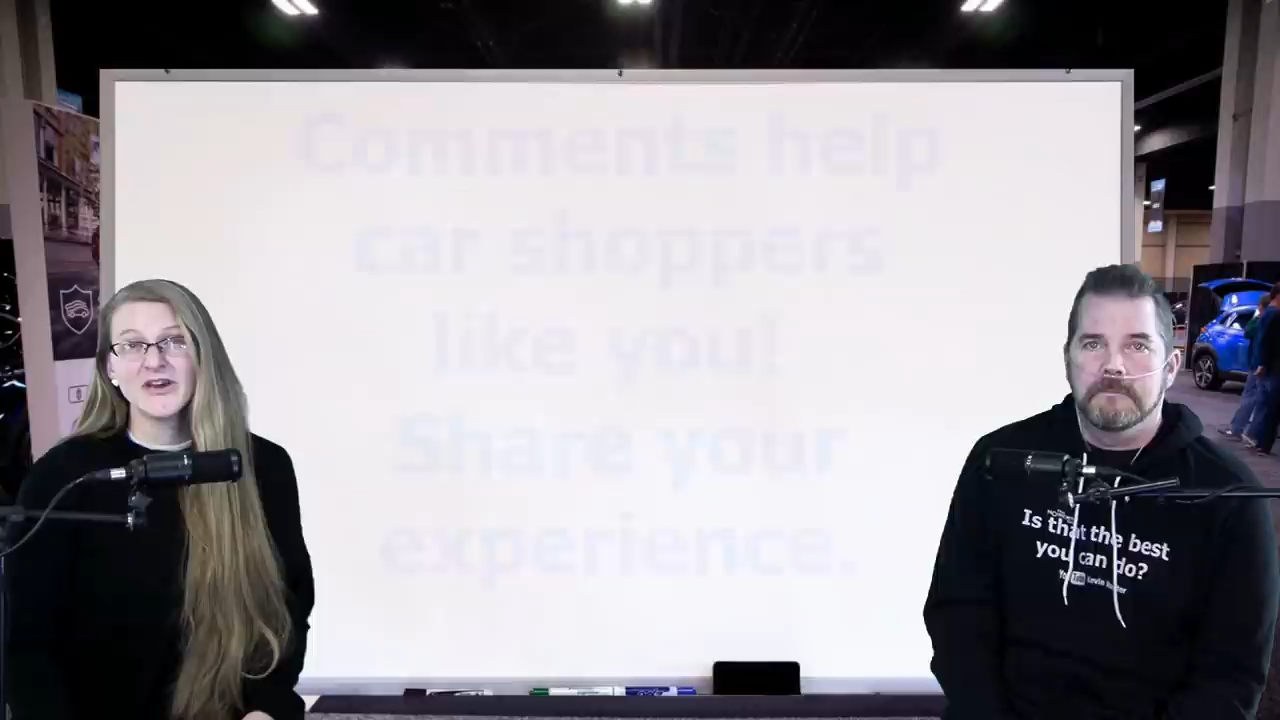 Comments help
car shoppers
like you!
Share your
experience.
Is that the best
you can do?